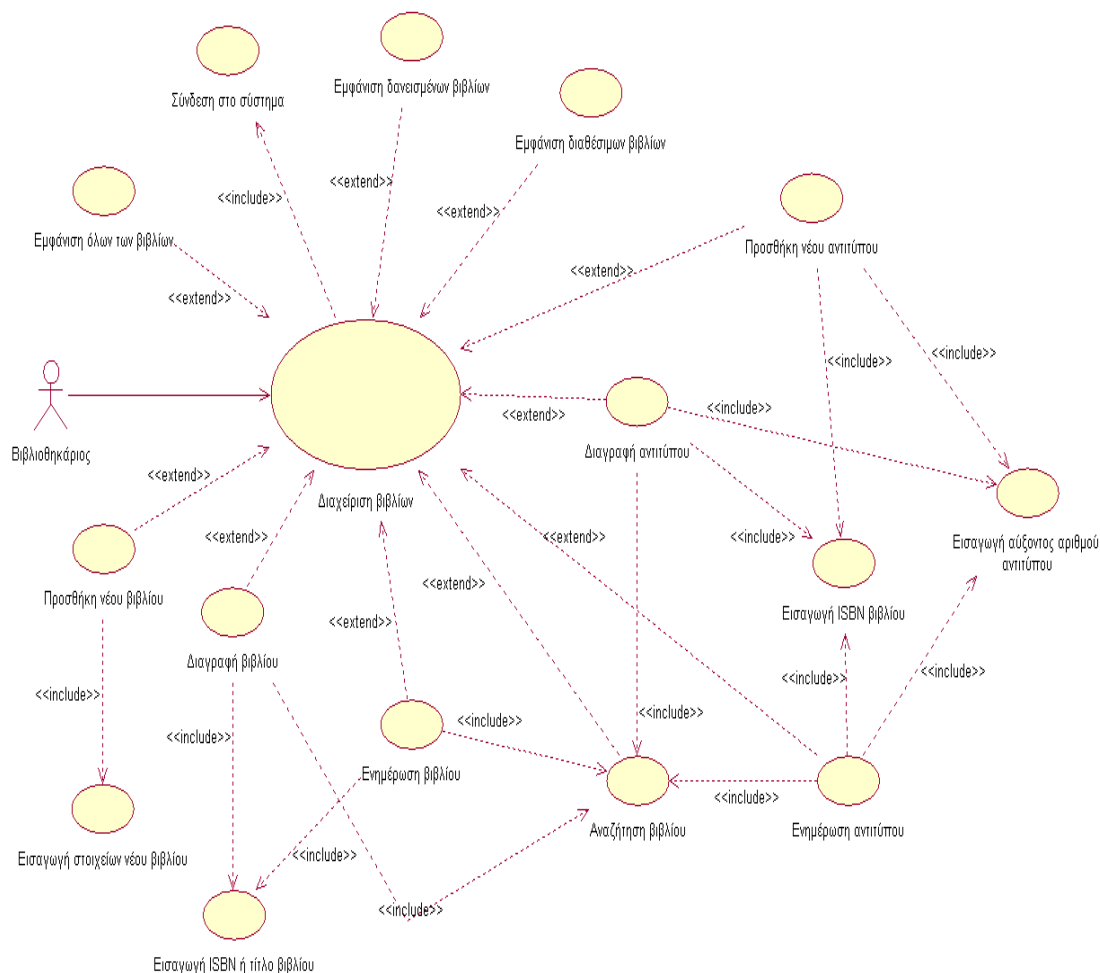 Εμφάνιση δανεισμένων βιβλίων
Σύνδεση στο σύστημα
Εμφάνιση διαθέσιμων βιβλίων
<<extend>>
<<include>>
<<extend>>
Εμφάνιση όλων των βιβλίων
Προσθήκη νέου αντιτύπου
<<extend>>
<<extend>>
<<include>>
<<include>>
<<extend>>
<<include>>
Βιβλιοθηκάριος
Διαγραφή αντιτύπου
<<extend>>
Διαχείριση βιβλίων
<<extend>>
<<extend>>
<<include>>
Εισαγωγή αύξοντος αριθμού
αντιτύπου
<<extend>>
Προσθήκη νέου βιβλίου
Εισαγωγή ISBN βιβλίου
<<extend>>
Διαγραφή βιβλίου
<<include>>
<<include>>
<<include>>
<<include>>
<<include>>
Ενημέρωση βιβλίου
<<include>>
Αναζήτηση βιβλίου
Ενημέρωση αντιτύπου
Εισαγωγή στοιχείων νέου βιβλίου
<<include>>
<<include>>
Εισαγωγή ISBN ή τίτλο βιβλίου